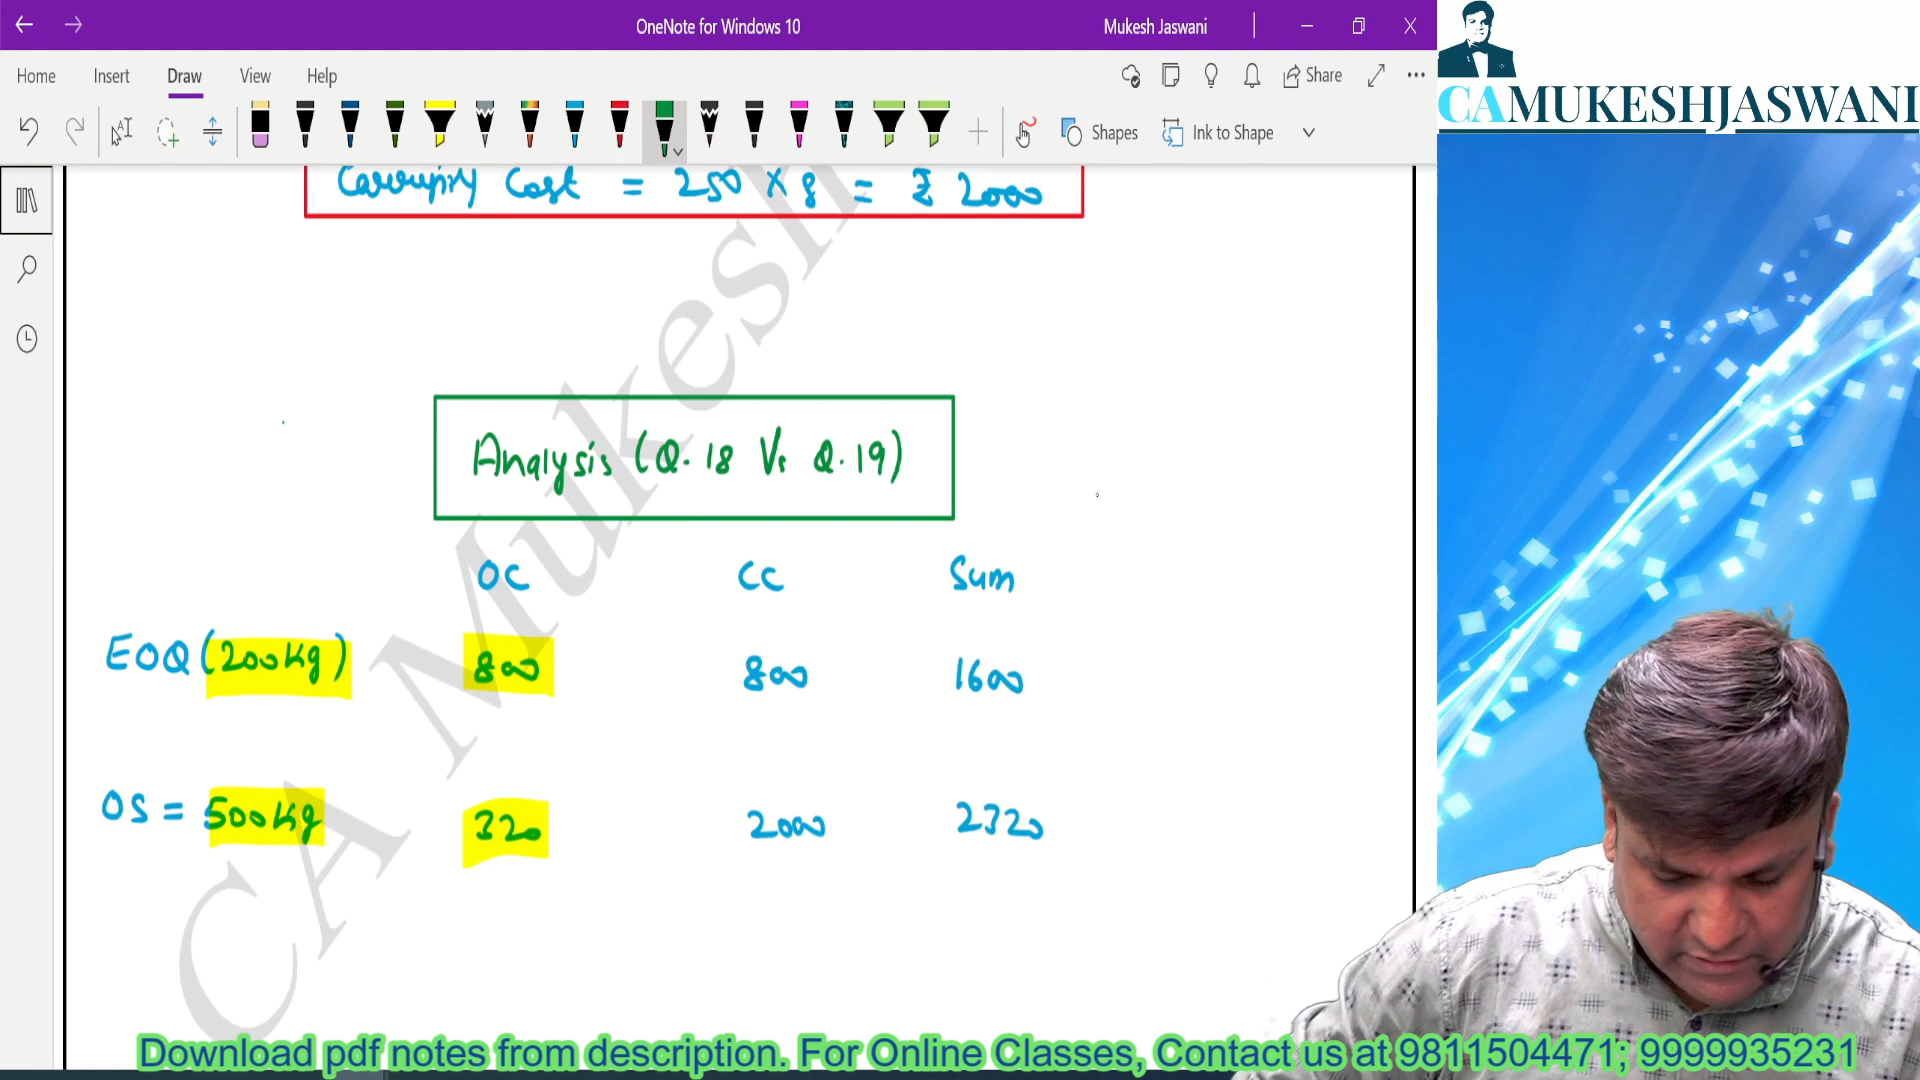 OneNote for Windows 10
Mukesh Jaswani
CAMUKESHJASWANI
Home Insert Draw View Help Share
Shapes Ink to Shape
Carrying Cost = 250 × 8 = ₹ 2000
Analysis (Q.18 Vs Q.19)
OC CC Sum
EOQ (200Kg) 800 800 1600
OS = 500Kg 320 2000 2320
CA Mukesh
Download pdf notes from description. For Online Classes, Contact us at 9811504471; 9999935231